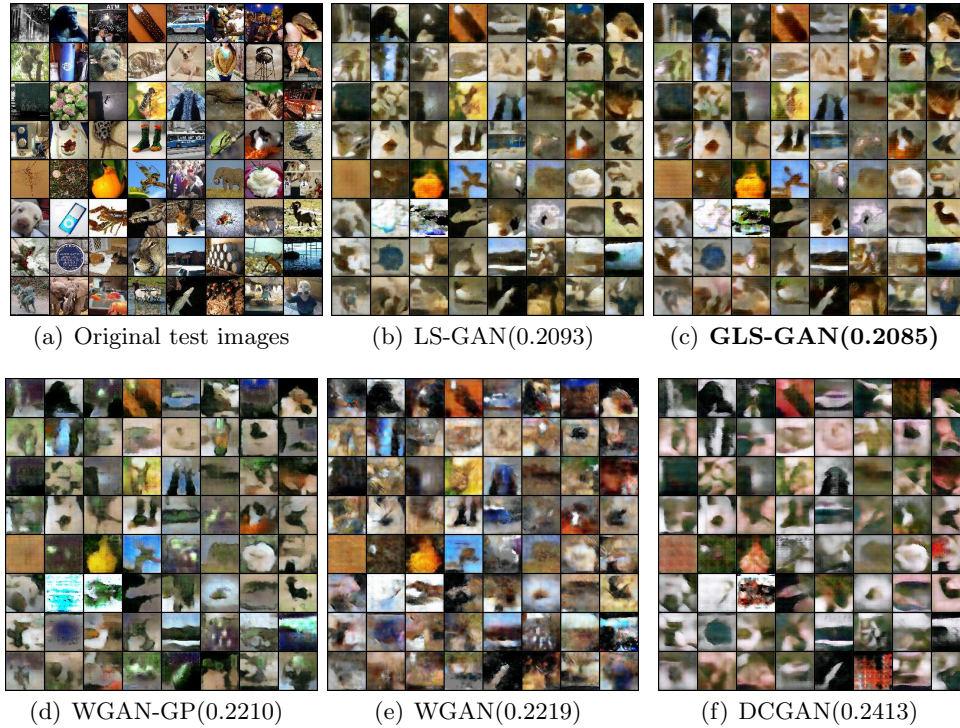 (a) Original test images
(b) LS-GAN(0.2093)
(c) GLS-GAN(0.2085)
(d) WGAN-GP(0.2210)
(e) WGAN(0.2219)
(f) DCGAN(0.2413)